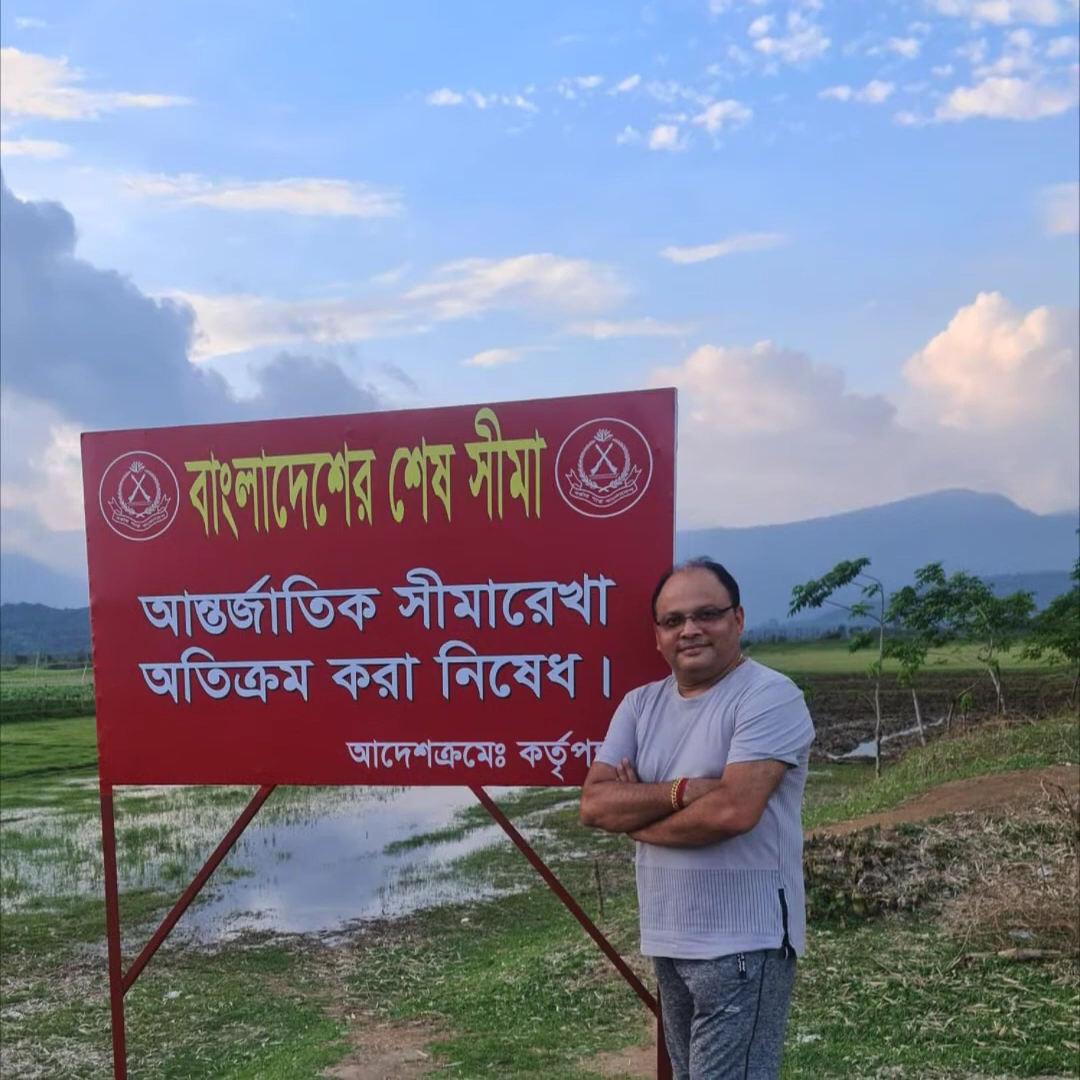 বাংলাদেশের শেষ সীমা
আন্তর্জাতিক সীমারেখা
অতিক্রম করা নিষেধ ।
আদেশক্রমেঃ